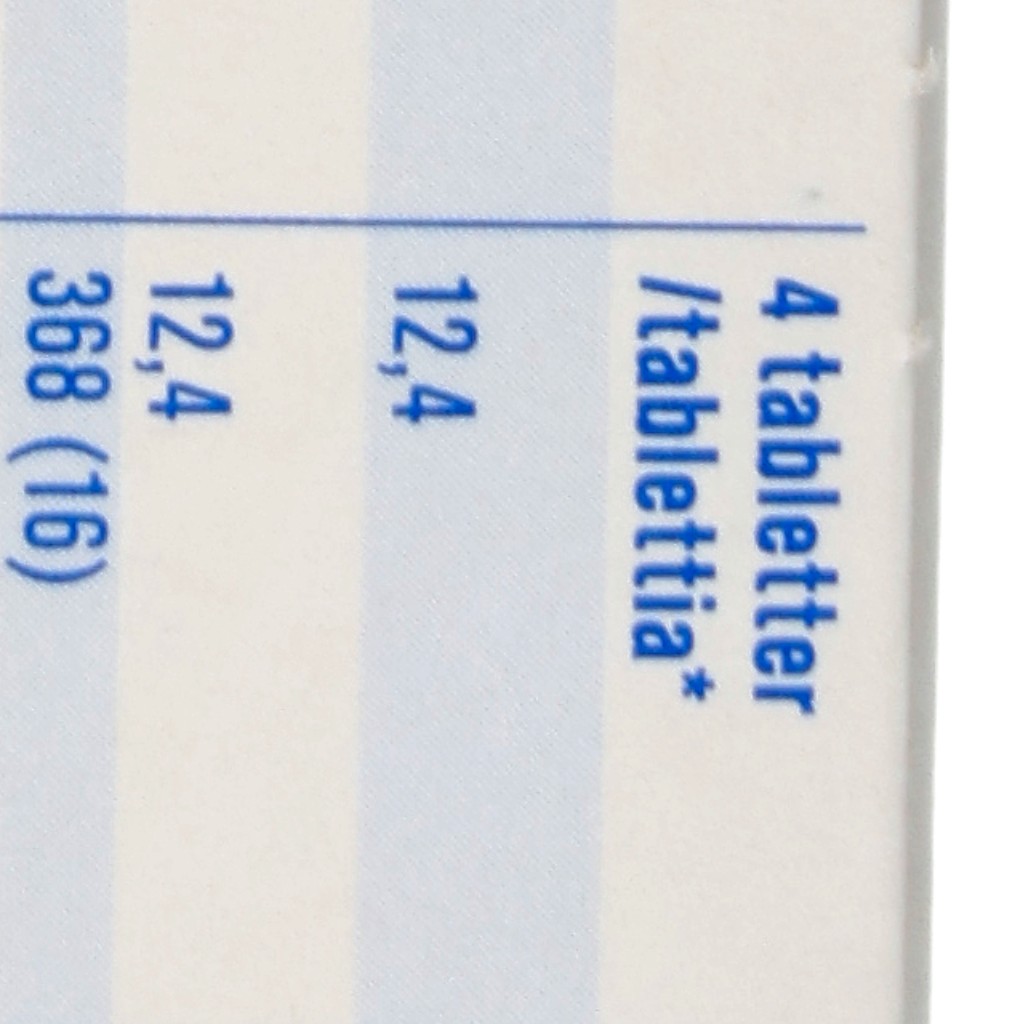 4 tabletter
/tablettia*
12,4
12,4
368 (16)